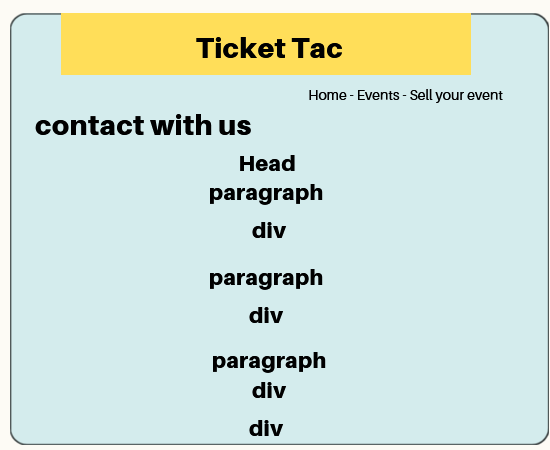 Ticket Tac
Home - Events - Sell your event
contact with us
Head
paragraph
div
paragraph
div
paragraph
div
div